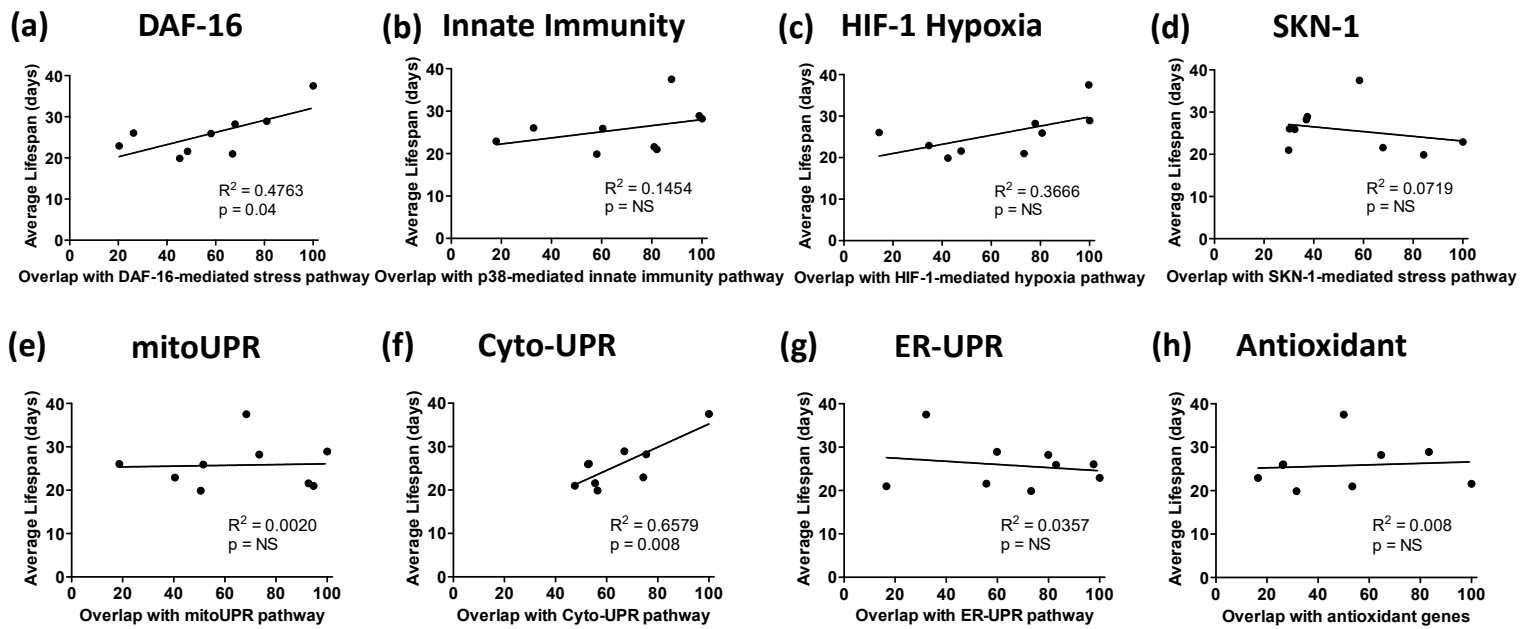 (a) DAF-16
Average Lifespan (days)
40
30
20
10
0
R² = 0.4763
p = 0.04
0 20 40 60 80 100
Overlap with DAF-16-mediated stress pathway
(b) Innate Immunity
Average Lifespan (days)
40
30
20
10
0
R² = 0.1454
p = NS
0 20 40 60 80 100
Overlap with p38-mediated innate immunity pathway
(c) HIF-1 Hypoxia
Average Lifespan (days)
40
30
20
10
0
R² = 0.3666
p = NS
0 20 40 60 80 100
Overlap with HIF-1-mediated hypoxia pathway
(d) SKN-1
Average Lifespan (days)
40
30
20
10
0
R² = 0.0719
p = NS
0 20 40 60 80 100
Overlap with SKN-1-mediated stress pathway
(e) mitoUPR
Average Lifespan (days)
40
30
20
10
0
R² = 0.0020
p = NS
0 20 40 60 80 100
Overlap with mitoUPR pathway
(f) Cyto-UPR
Average Lifespan (days)
40
30
20
10
0
R² = 0.6579
p = 0.008
0 20 40 60 80 100
Overlap with Cyto-UPR pathway
(g) ER-UPR
Average Lifespan (days)
40
30
20
10
0
R² = 0.0357
p = NS
0 20 40 60 80 100
Overlap with ER-UPR pathway
(h) Antioxidant
Average Lifespan (days)
40
30
20
10
0
R² = 0.008
p = NS
0 20 40 60 80 100
Overlap with antioxidant genes